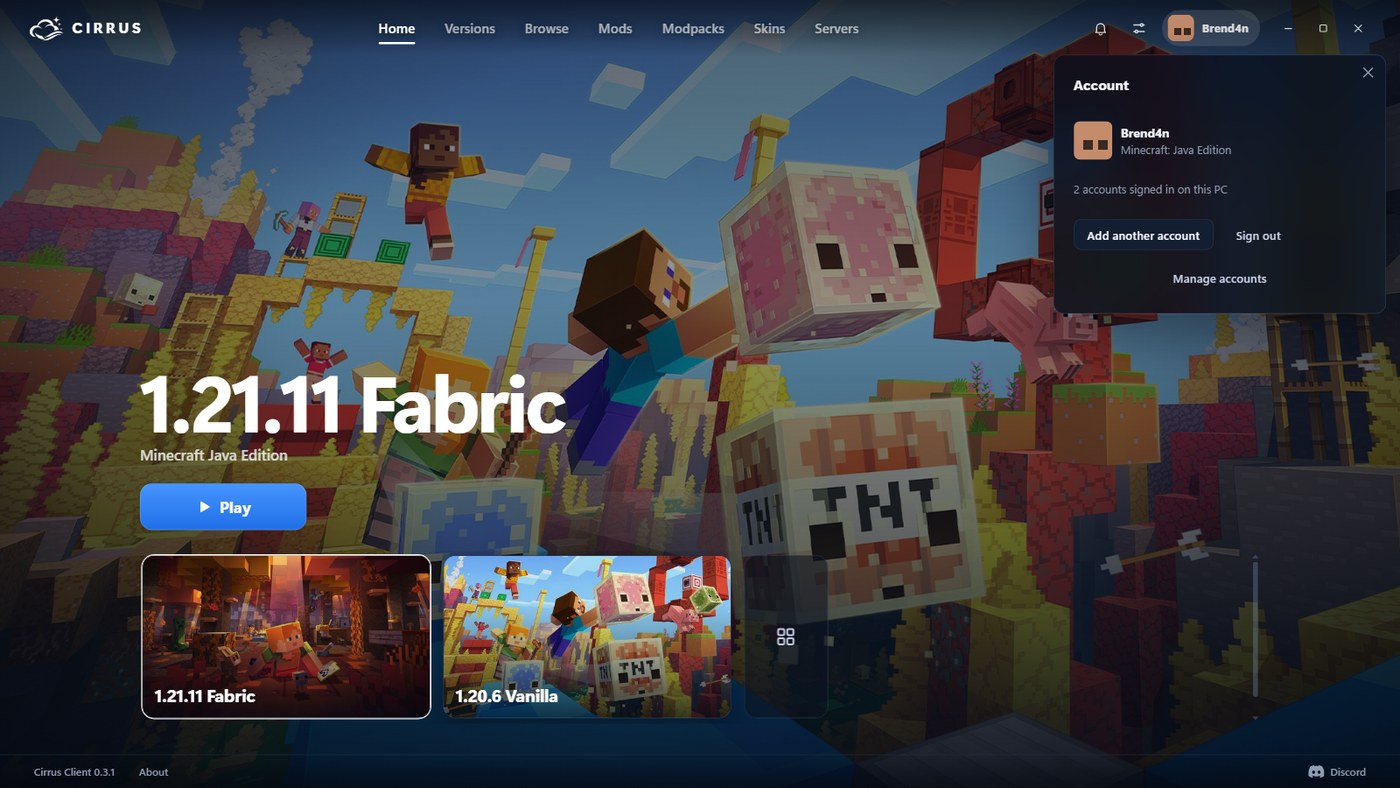 CIRRUS
Home Versions Browse Mods Modpacks Skins Servers
Brend4n
Account
Brend4n
Minecraft: Java Edition
2 accounts signed in on this PC
Add another account Sign out
Manage accounts
1.21.11 Fabric
Minecraft Java Edition
Play
TNT
TNT
1.21.11 Fabric
1.20.6 Vanilla
TNT
Cirrus Client 0.3.1 About
Discord